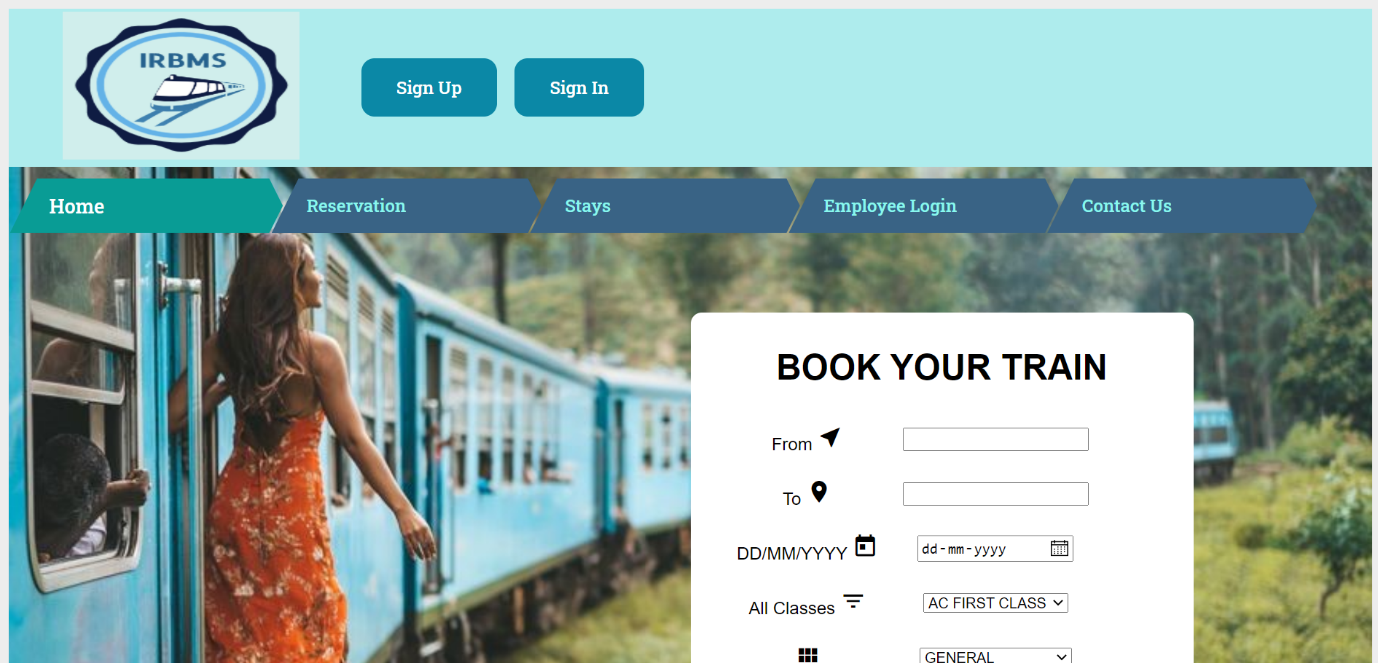 IRBMS
Sign Up Sign In
Home Reservation Stays Employee Login Contact Us
BOOK YOUR TRAIN
From
To
DD/MM/YYYY dd-mm-yyyy
All Classes AC FIRST CLASS
GENERAL